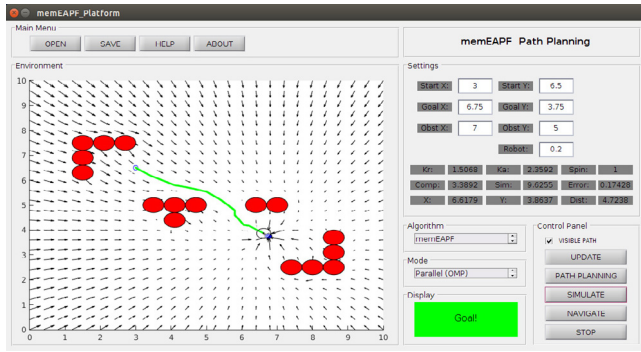 memEAPF_Platform
Main Menu
OPEN SAVE HELP ABOUT
memEAPF Path Planning
Environment
10
9
8
7
6
5
4
3
2
1
0
0 1 2 3 4 5 6 7 8 9 10
Settings
Start X: 3 Start Y: 6.5
Goal X: 6.75 Goal Y: 3.75
Obst X: 7 Obst Y: 5
Robot: 0.2
Kr: 1.5068 Ka: 2.3592 Spin: 1
Comp: 3.3892 Sim: 9.6255 Error: 0.17428
X: 6.6179 Y: 3.8637 Dist: 4.7238
Algorithm
memEAPF
Mode
Parallel (OMP)
Display
Goal!
Control Panel
VISIBLE PATH
UPDATE
PATH PLANNING
SIMULATE
NAVIGATE
STOP